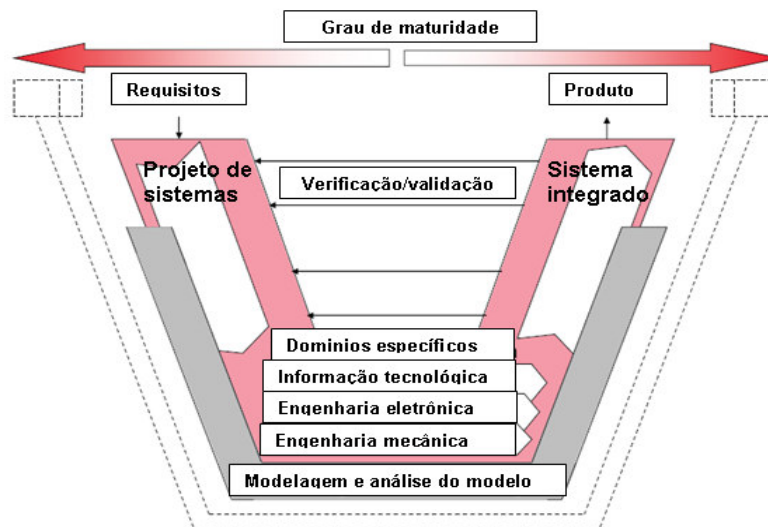 Grau de maturidade
Requisitos
Produto
Projeto de
sistemas
Verificação/validação
Sistema
integrado
Dominios específicos
Informação tecnológica
Engenharia eletrônica
Engenharia mecânica
Modelagem e análise do modelo